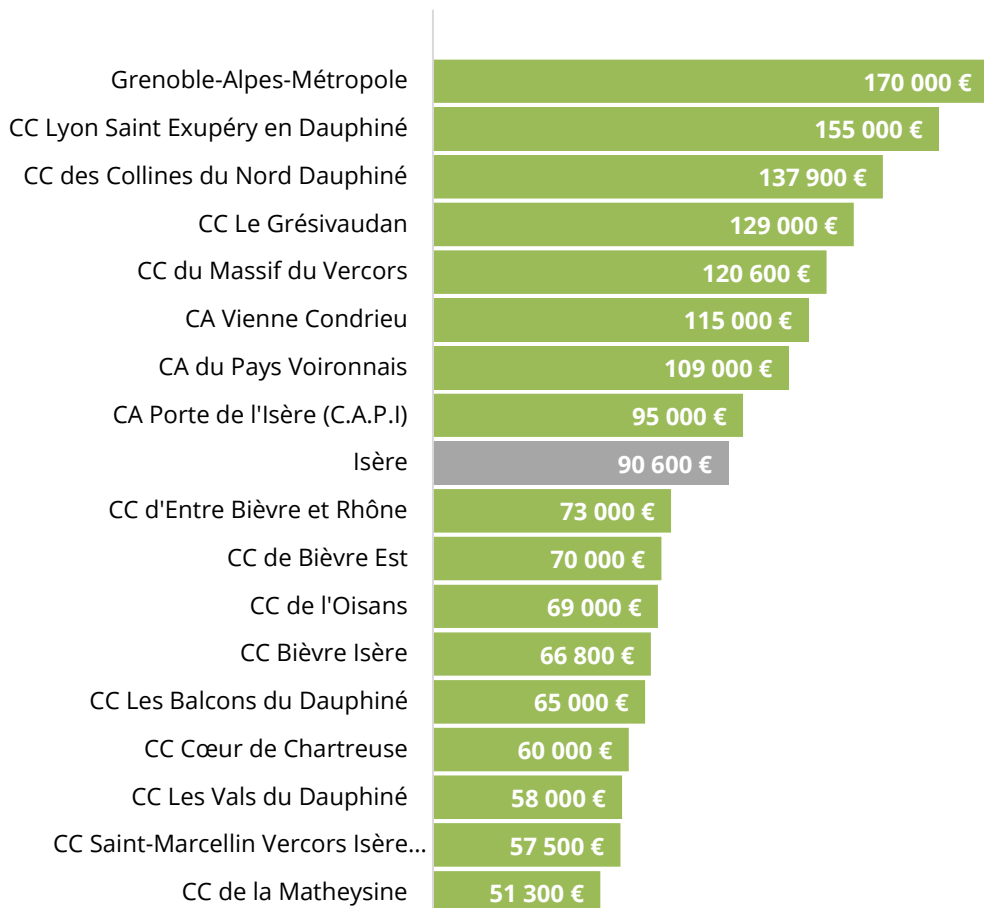 Grenoble-Alpes-Métropole 170 000 €
CC Lyon Saint Exupéry en Dauphiné 155 000 €
CC des Collines du Nord Dauphiné 137 900 €
CC Le Grésivaudan 129 000 €
CC du Massif du Vercors 120 600 €
CA Vienne Condrieu 115 000 €
CA du Pays Voironnais 109 000 €
CA Porte de l'Isère (C.A.P.I) 95 000 €
Isère 90 600 €
CC d'Entre Bièvre et Rhône 73 000 €
CC de Bièvre Est 70 000 €
CC de l'Oisans 69 000 €
CC Bièvre Isère 66 800 €
CC Les Balcons du Dauphiné 65 000 €
CC Cœur de Chartreuse 60 000 €
CC Les Vals du Dauphiné 58 000 €
CC Saint-Marcellin Vercors Isère… 57 500 €
CC de la Matheysine 51 300 €